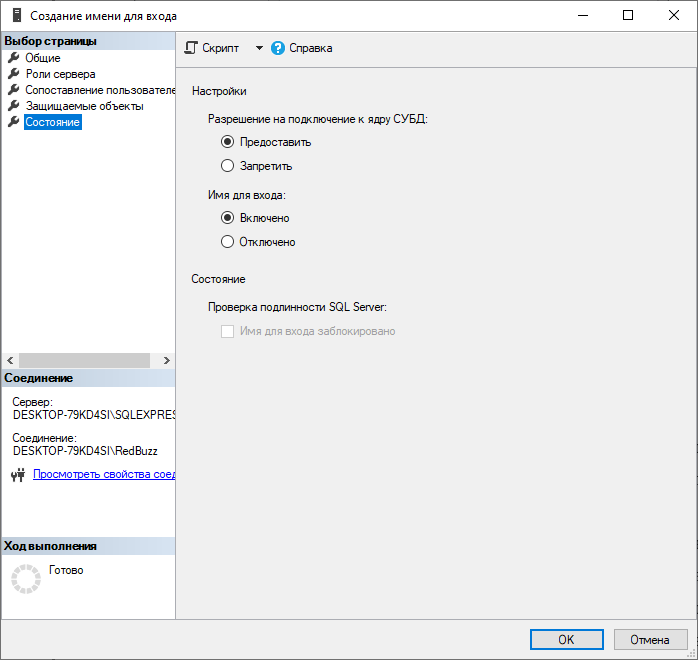 Создание имени для входа
Выбор страницы
Общие
Роли сервера
Сопоставление пользователе
Защищаемые объекты
Состояние
Скрипт
Справка
Настройки
Разрешение на подключение к ядру СУБД:
Предоставить
Запретить
Имя для входа:
Включено
Отключено
Состояние
Проверка подлинности SQL Server:
Имя для входа заблокировано
Соединение
Сервер:
DESKTOP-79KD4SI\SQLEXPRES
Соединение:
DESKTOP-79KD4SI\RedBuzz
Просмотреть свойства соед
Ход выполнения
Готово
OK
Отмена